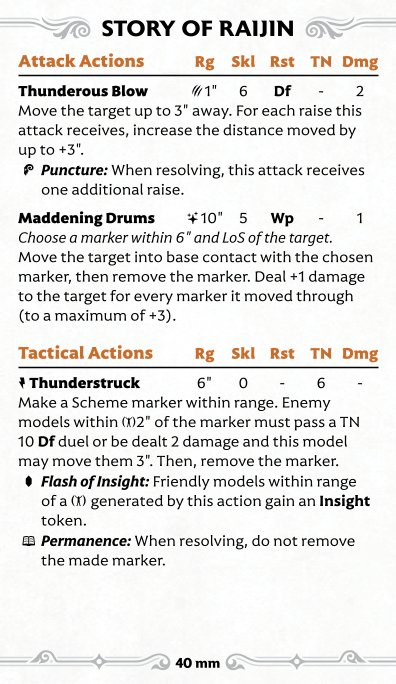 STORY OF RAIJIN
Attack Actions Rg Skl Rst TN Dmg
Thunderous Blow 1" 6 Df - 2
Move the target up to 3" away. For each raise this
attack receives, increase the distance moved by
up to +3".
Puncture: When resolving, this attack receives
one additional raise.
Maddening Drums 10" 5 Wp - 1
Choose a marker within 6" and LoS of the target.
Move the target into base contact with the chosen
marker, then remove the marker. Deal +1 damage
to the target for every marker it moved through
(to a maximum of +3).
Tactical Actions Rg Skl Rst TN Dmg
Thunderstruck 6" 0 - 6 -
Make a Scheme marker within range. Enemy
models within 2" of the marker must pass a TN
10 Df duel or be dealt 2 damage and this model
may move them 3". Then, remove the marker.
Flash of Insight: Friendly models within range
of a generated by this action gain an Insight
token.
Permanence: When resolving, do not remove
the made marker.
40 mm